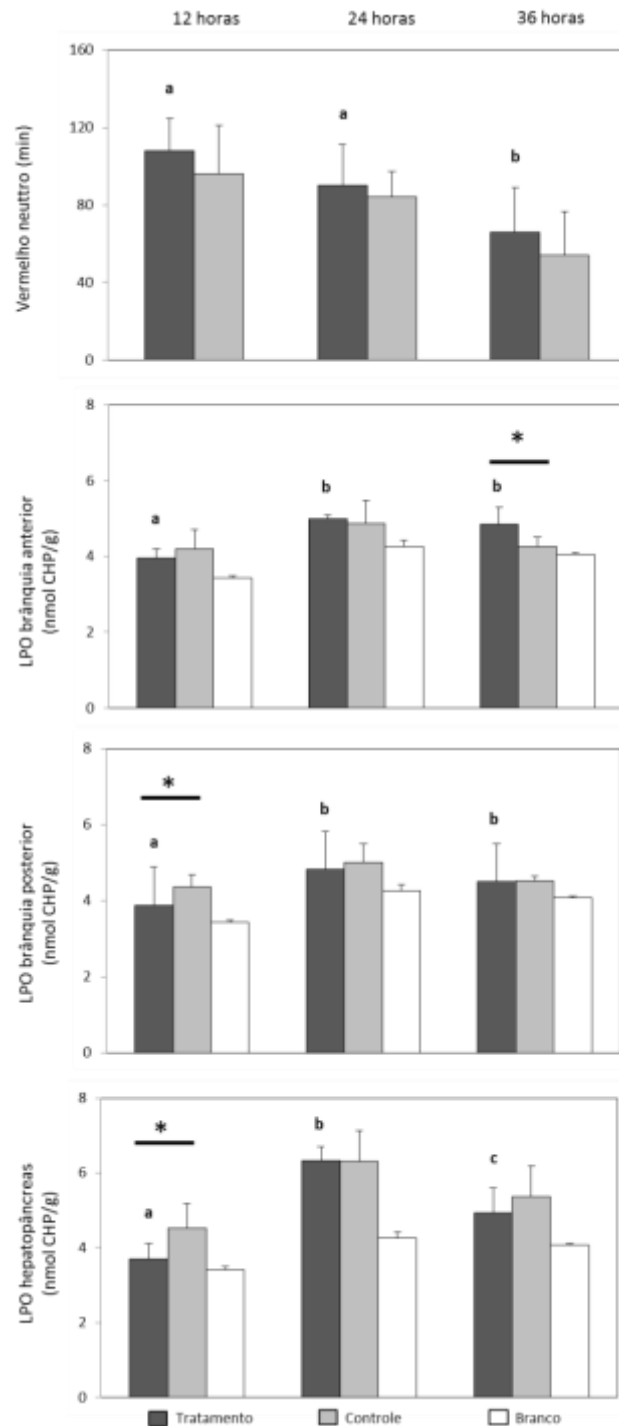 12 horas 24 horas 36 horas
Vermelho neuttro (min)
160
120
80
40
0
a
a
b
LPO brânquia anterior
(nmol CHP/g)
8
6
4
2
0
a
b
*
b
LPO brânquia posterior
(nmol CHP/g)
8
6
4
2
0
*
a
b
b
LPO hepatopâncreas
(nmol CHP/g)
8
6
4
2
0
*
a
b
c
Tratamento Controle Branco